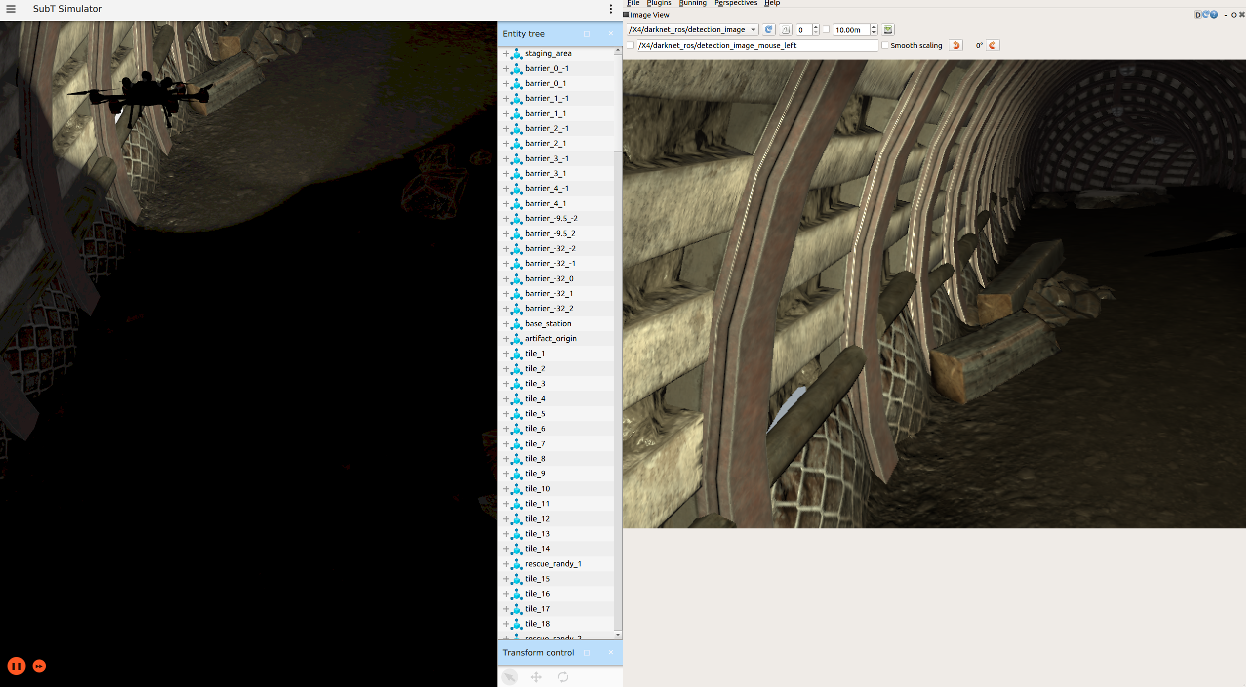 SubT Simulator
Entity tree
staging_area
barrier_0_-1
barrier_0_1
barrier_1_-1
barrier_1_1
barrier_2_-1
barrier_2_1
barrier_3_-1
barrier_3_1
barrier_4_-1
barrier_4_1
barrier_-9.5_-2
barrier_-9.5_2
barrier_-32_-2
barrier_-32_-1
barrier_-32_0
barrier_-32_1
barrier_-32_2
base_station
artifact_origin
tile_1
tile_2
tile_3
tile_4
tile_5
tile_6
tile_7
tile_8
tile_9
tile_10
tile_11
tile_12
tile_13
tile_14
rescue_randy_1
tile_15
tile_16
tile_17
tile_18
rescue_randy_2
Transform control
File Plugins Running Perspectives Help
Image View
D
/X4/darknet_ros/detection_image 0 10.00m
/X4/darknet_ros/detection_image_mouse_left Smooth scaling 0°